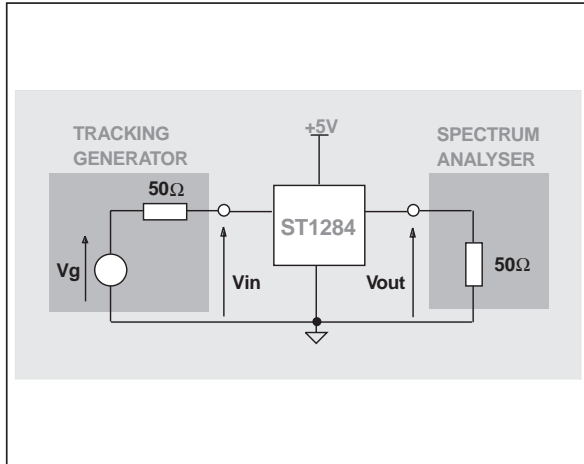 TRACKING
GENERATOR
+5V
SPECTRUM
ANALYSER
50Ω
ST1284
Vg
Vin
Vout
50Ω